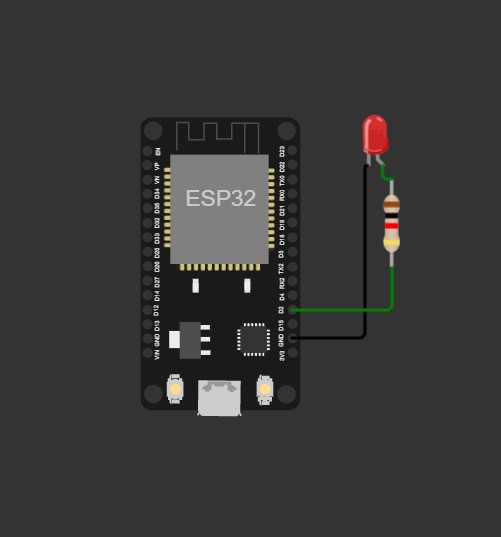 ESP32
EN
VP
VN
D34
D35
D32
D33
D25
D26
D27
D14
D12
D13
GND
VIN
D23
D22
TX0
RX0
D21
D19
D18
D5
TX2
RX2
D4
D2
D15
GND
3V3